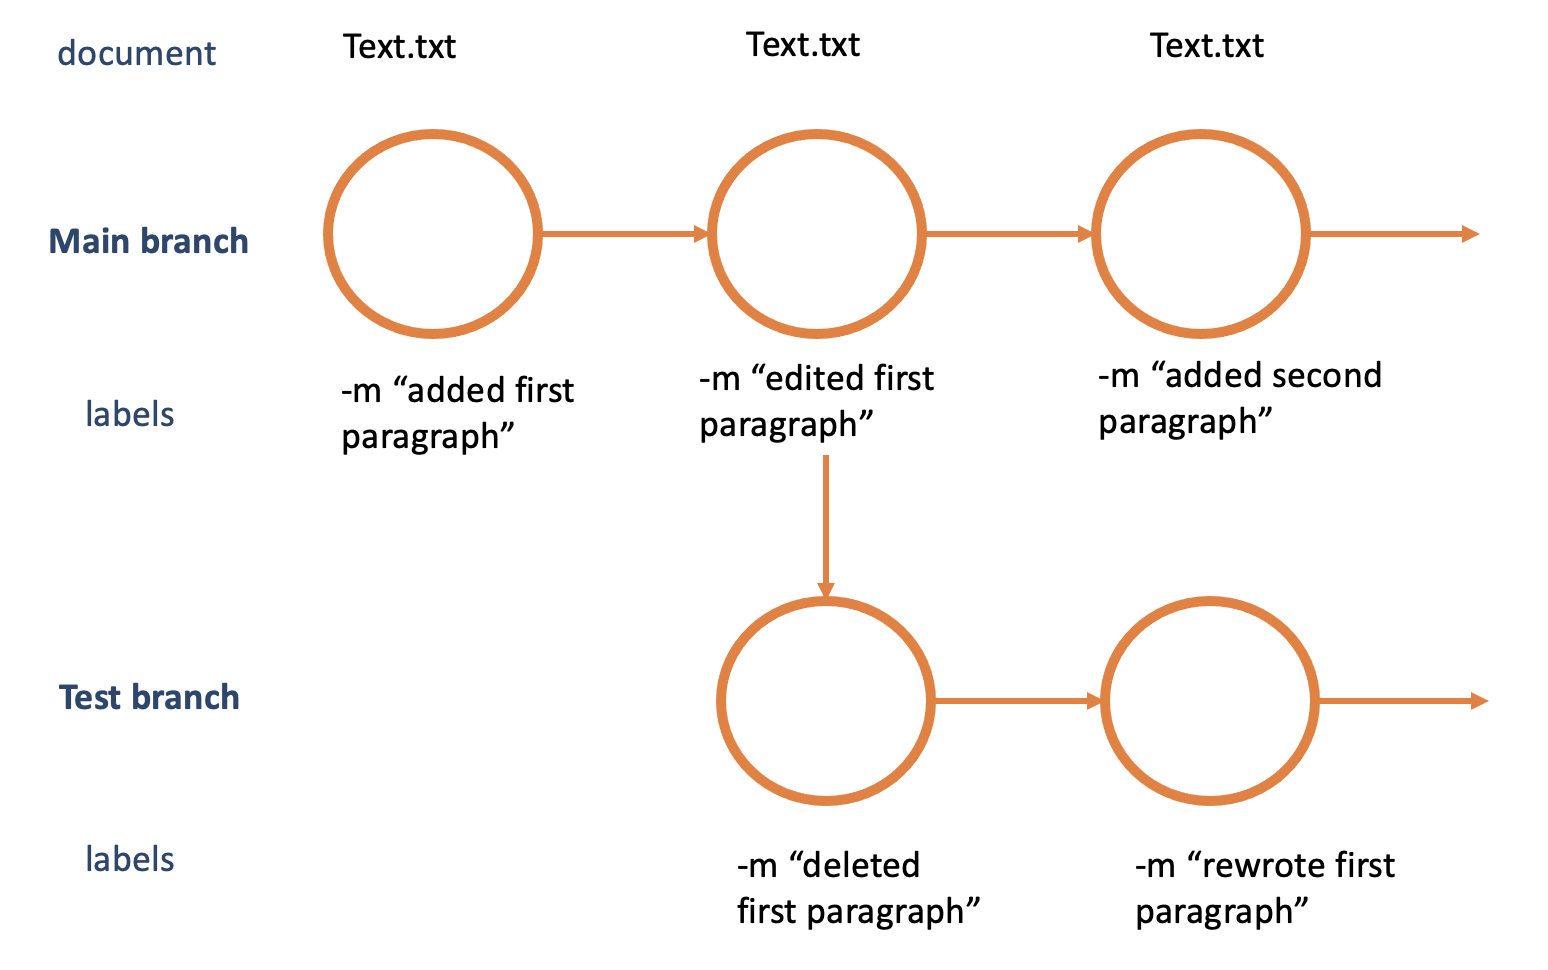 document
Text.txt
Text.txt
Text.txt
Main branch
labels
-m “added first
paragraph”
-m “edited first
paragraph”
-m “added second
paragraph”
Test branch
labels
-m “deleted
first paragraph”
-m “rewrote first
paragraph”